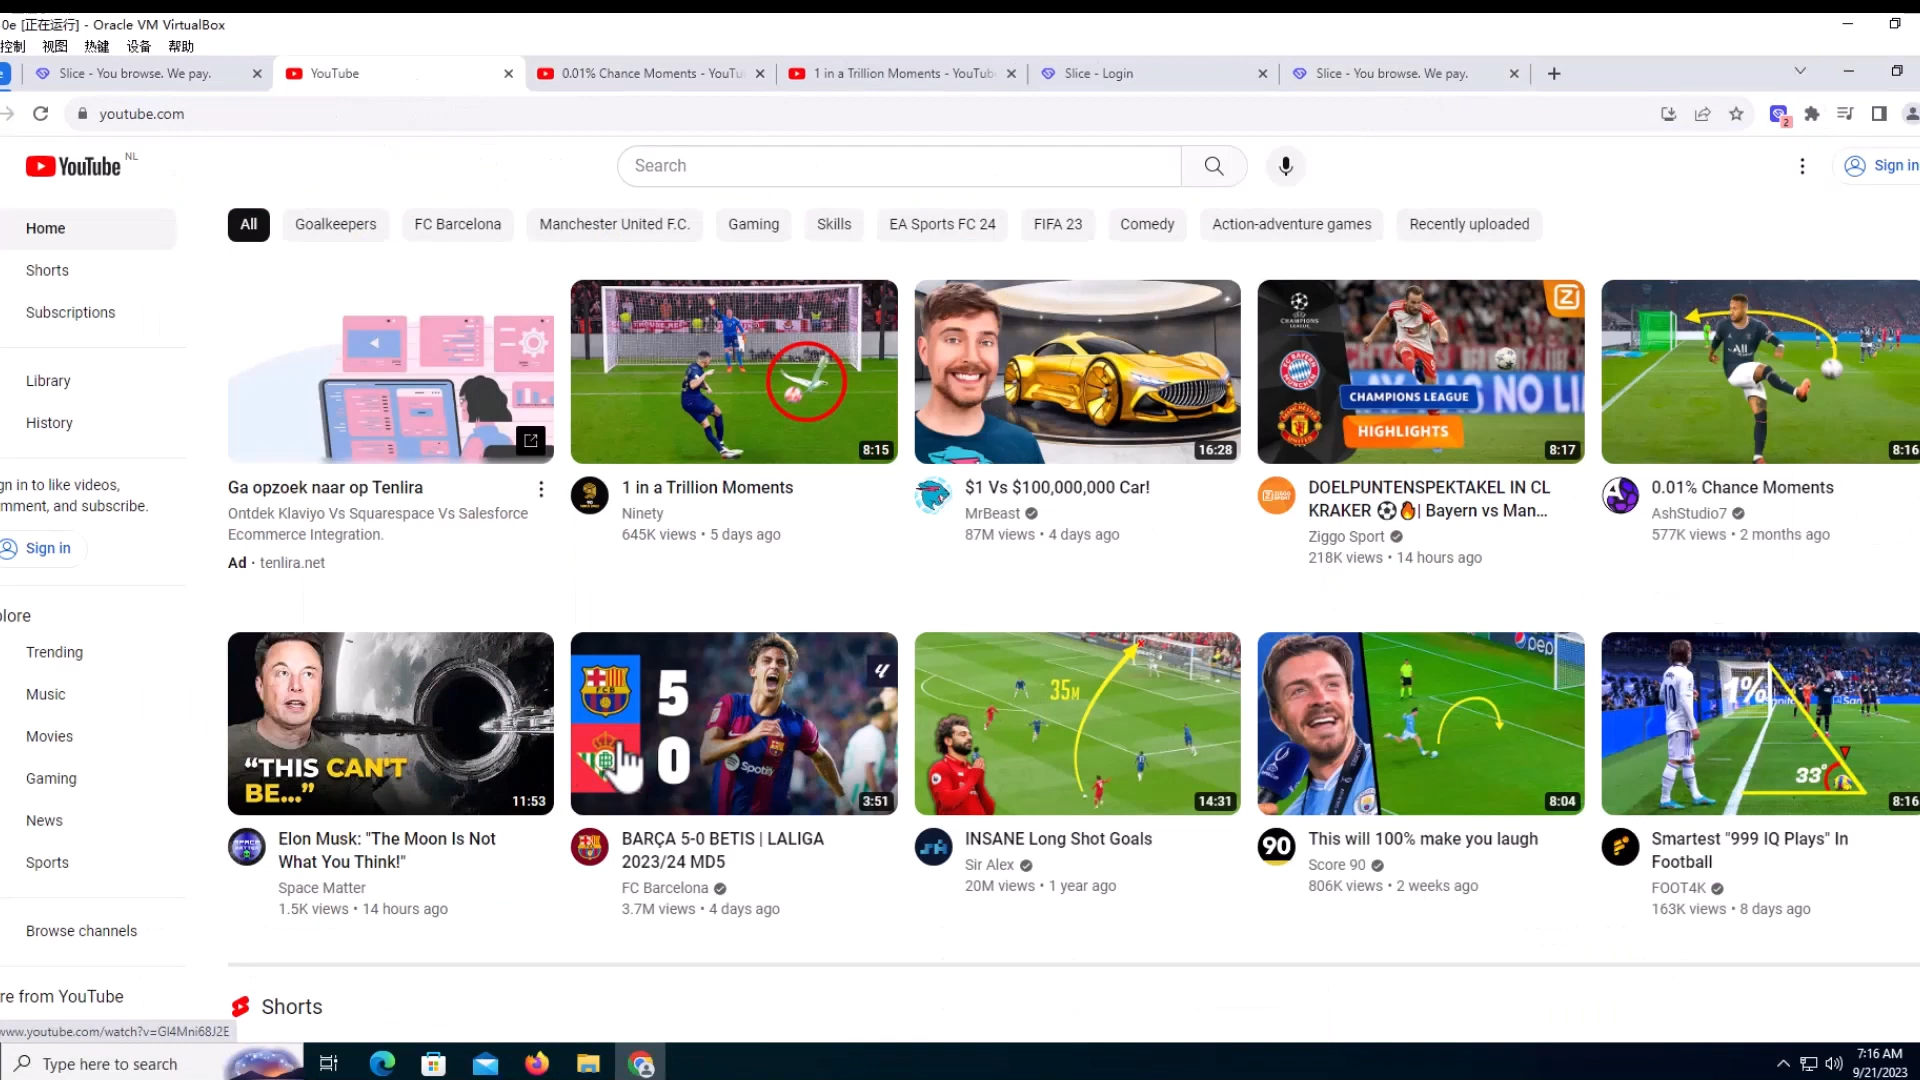 0e [正在运行] - Oracle VM VirtualBox
控制 视图 热键 设备 帮助
Slice - You browse. We pay.
YouTube
0.01% Chance Moments - YouTu
1 in a Trillion Moments - YouTub
Slice - Login
Slice - You browse. We pay.
youtube.com
2
YouTube NL
Search
Sign in
Home
Shorts
Subscriptions
Library
History
gn in to like videos,
mment, and subscribe.
Sign in
plore
Trending
Music
Movies
Gaming
News
Sports
Browse channels
re from YouTube
www.youtube.com/watch?v=GI4Mni68J2E
All Goalkeepers FC Barcelona Manchester United F.C. Gaming Skills EA Sports FC 24 FIFA 23 Comedy Action-adventure games Recently uploaded
Ga opzoek naar op Tenlira
Ontdek Klaviyo Vs Squarespace Vs Salesforce
Ecommerce Integration.
Ad · tenlira.net
8:15
1 in a Trillion Moments
Ninety
645K views • 5 days ago
16:28
$1 Vs $100,000,000 Car!
MrBeast
87M views • 4 days ago
CHAMPIONS
LEAGUE
CHAMPIONS LEAGUE
HIGHLIGHTS
8:17
DOELPUNTENSPEKTAKEL IN CL
KRAKER ⚽🔥| Bayern vs Man...
Ziggo Sport
218K views • 14 hours ago
8:16
0.01% Chance Moments
AshStudio7
577K views • 2 months ago
“THIS CAN'T
BE...”
11:53
Elon Musk: "The Moon Is Not
What You Think!"
Space Matter
1.5K views • 14 hours ago
FCB
5
0
Spotify
3:51
BARÇA 5-0 BETIS | LALIGA
2023/24 MD5
FC Barcelona
3.7M views • 4 days ago
35M
14:31
INSANE Long Shot Goals
Sir Alex
20M views • 1 year ago
pep
8:04
90
This will 100% make you laugh
Score 90
806K views • 2 weeks ago
10
1%
33°
8:16
Smartest "999 IQ Plays" In
Football
FOOT4K
163K views • 8 days ago
Shorts
Type here to search
7:16 AM
9/21/2023